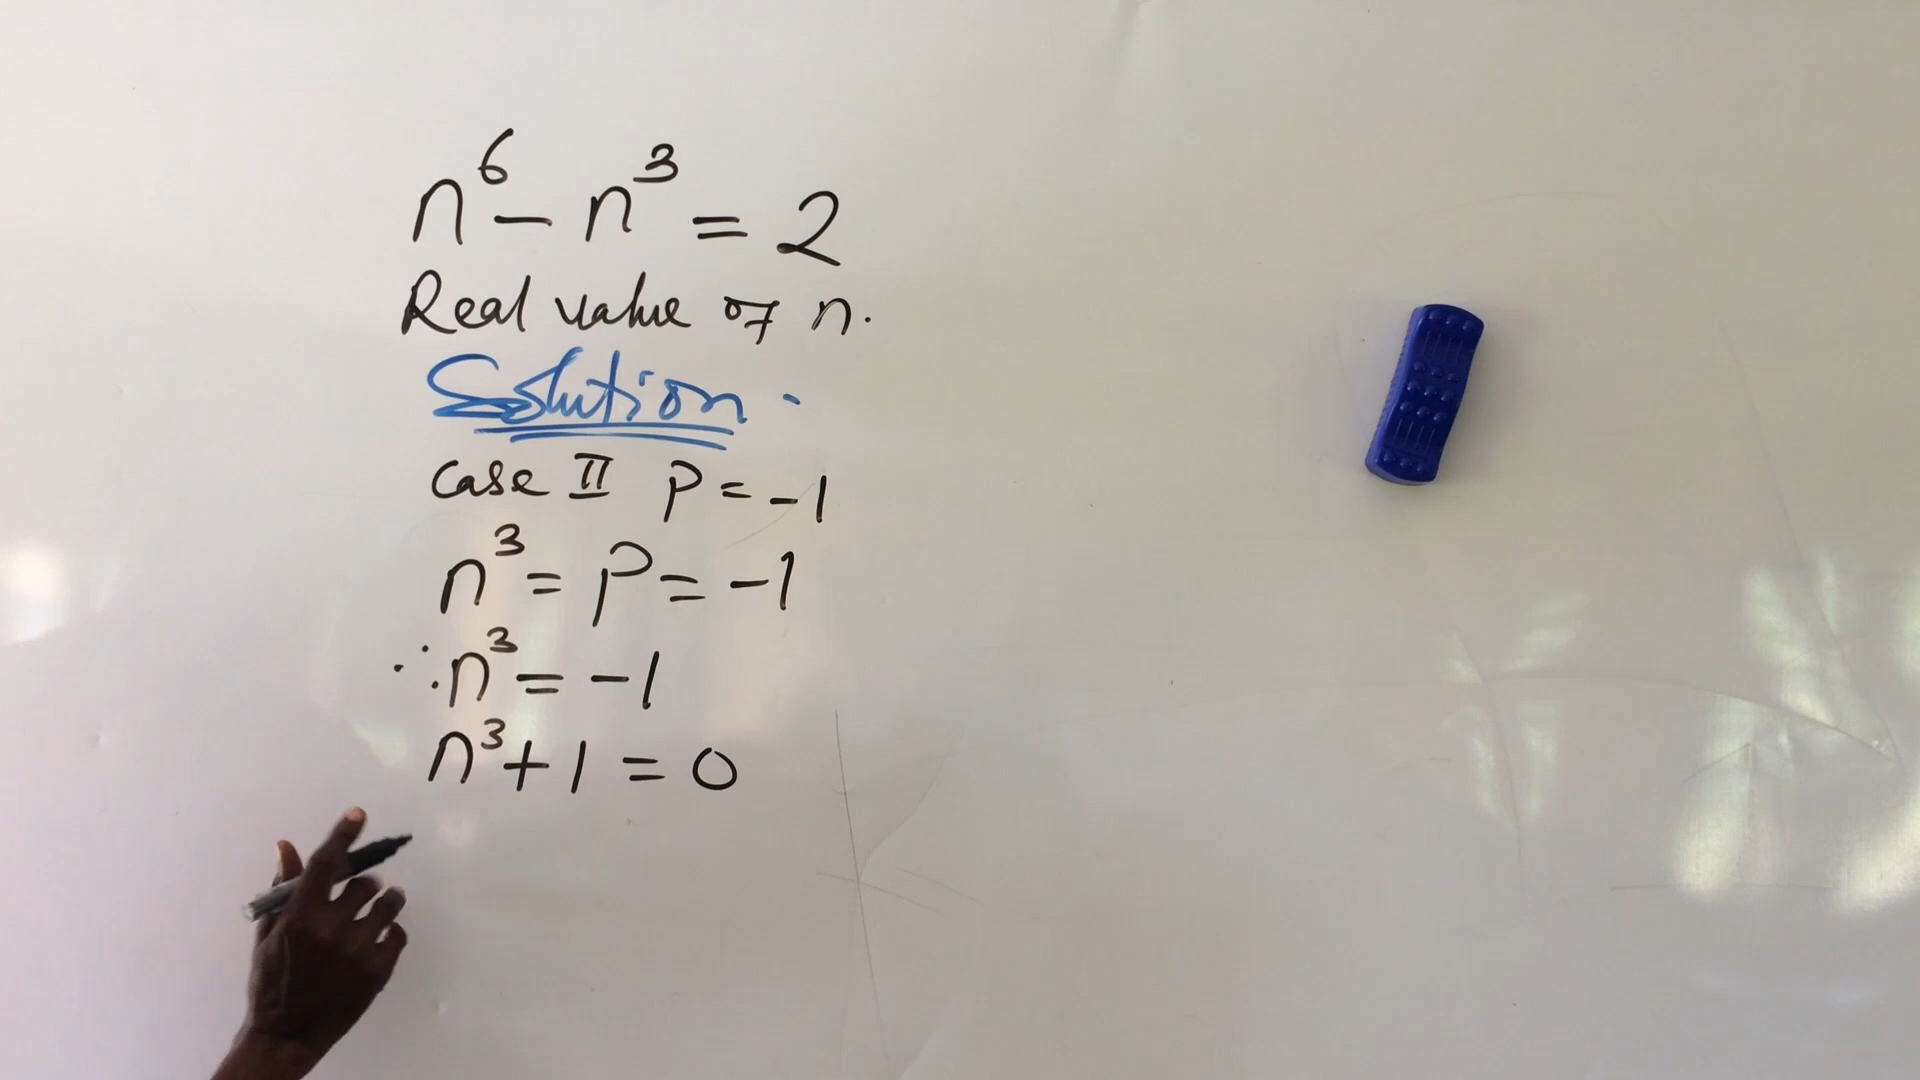 n⁶ - n³ = 2
Real value of n.
Solution.
Case II P = -1
n³ = P = -1
∴ n³ = -1
n³ + 1 = 0